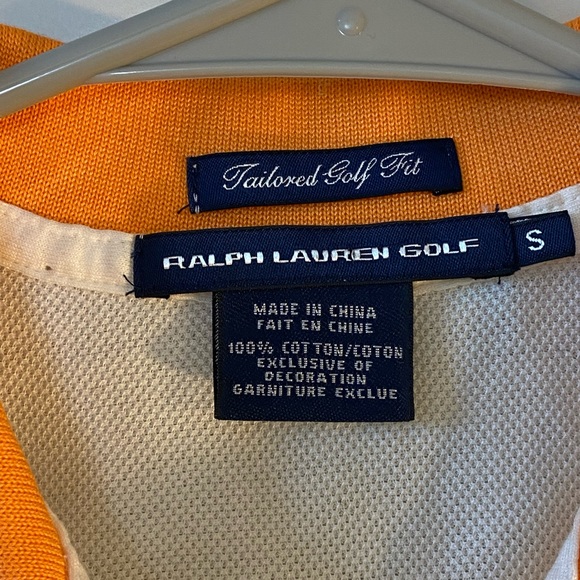 Tailored Golf Fit
RALPH LAUREN GOLF
S
MADE IN CHINA
FAIT EN CHINE
100% COTTON/COTON
EXCLUSIVE OF
DECORATION
GARNITURE EXCLUE